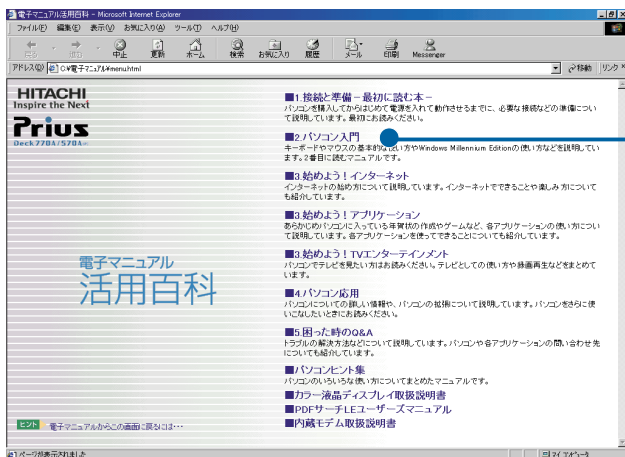 電子マニュアル活用百科 - Microsoft Internet Explorer
ファイル(F) 編集(E) 表示(V) お気に入り(A) ツール(T) ヘルプ(H)
戻る 進む 中止 更新 ホーム 検索 お気に入り 履歴 メール 印刷 Messenger
アドレス(D) C:¥電子マニュアル¥menu.html 移動 リンク
HITACHI
Inspire the Next
Prius
Deck 770A/570A
電子マニュアル
活用百科
ヒント 電子マニュアルからこの画面に戻るには・・・
■1.接続と準備－最初に読む本－
パソコンを購入してからはじめて電源を入れて動作させるまでに、必要な接続などの準備につい
て説明しています。最初にお読みください。
■2.パソコン入門
キーボードやマウスの基本的な使い方やWindows Millennium Editionの使い方などを説明してい
ます。2番目に読むマニュアルです。
■3.始めよう！インターネット
インターネットの始め方について説明しています。インターネットでできることや楽しみ方について
も紹介しています。
■3.始めよう！アプリケーション
あらかじめパソコンに入っている年賀状の作成やゲームなど、各アプリケーションの使い方につい
て説明しています。各アプリケーションを使ってできることについても紹介しています。
■3.始めよう！TVエンターテインメント
パソコンでテレビを見たい方はお読みください。テレビとしての使い方や録画再生などをまとめて
います。
■4.パソコン応用
パソコンについての詳しい情報や、パソコンの拡張について説明しています。パソコンをさらに使
いこなしたいときにお読みください。
■5.困った時のQ&A
トラブルの解決方法などについて説明しています。パソコンや各アプリケーションの問い合わせ先
についても紹介しています。
■パソコンヒント集
パソコンのいろいろな使い方についてまとめたマニュアルです。
■カラー液晶ディスプレイ取扱説明書
■PDFサーチLEユーザーズマニュアル
■内蔵モデム取扱説明書
ページが表示されました マイ コンピュータ